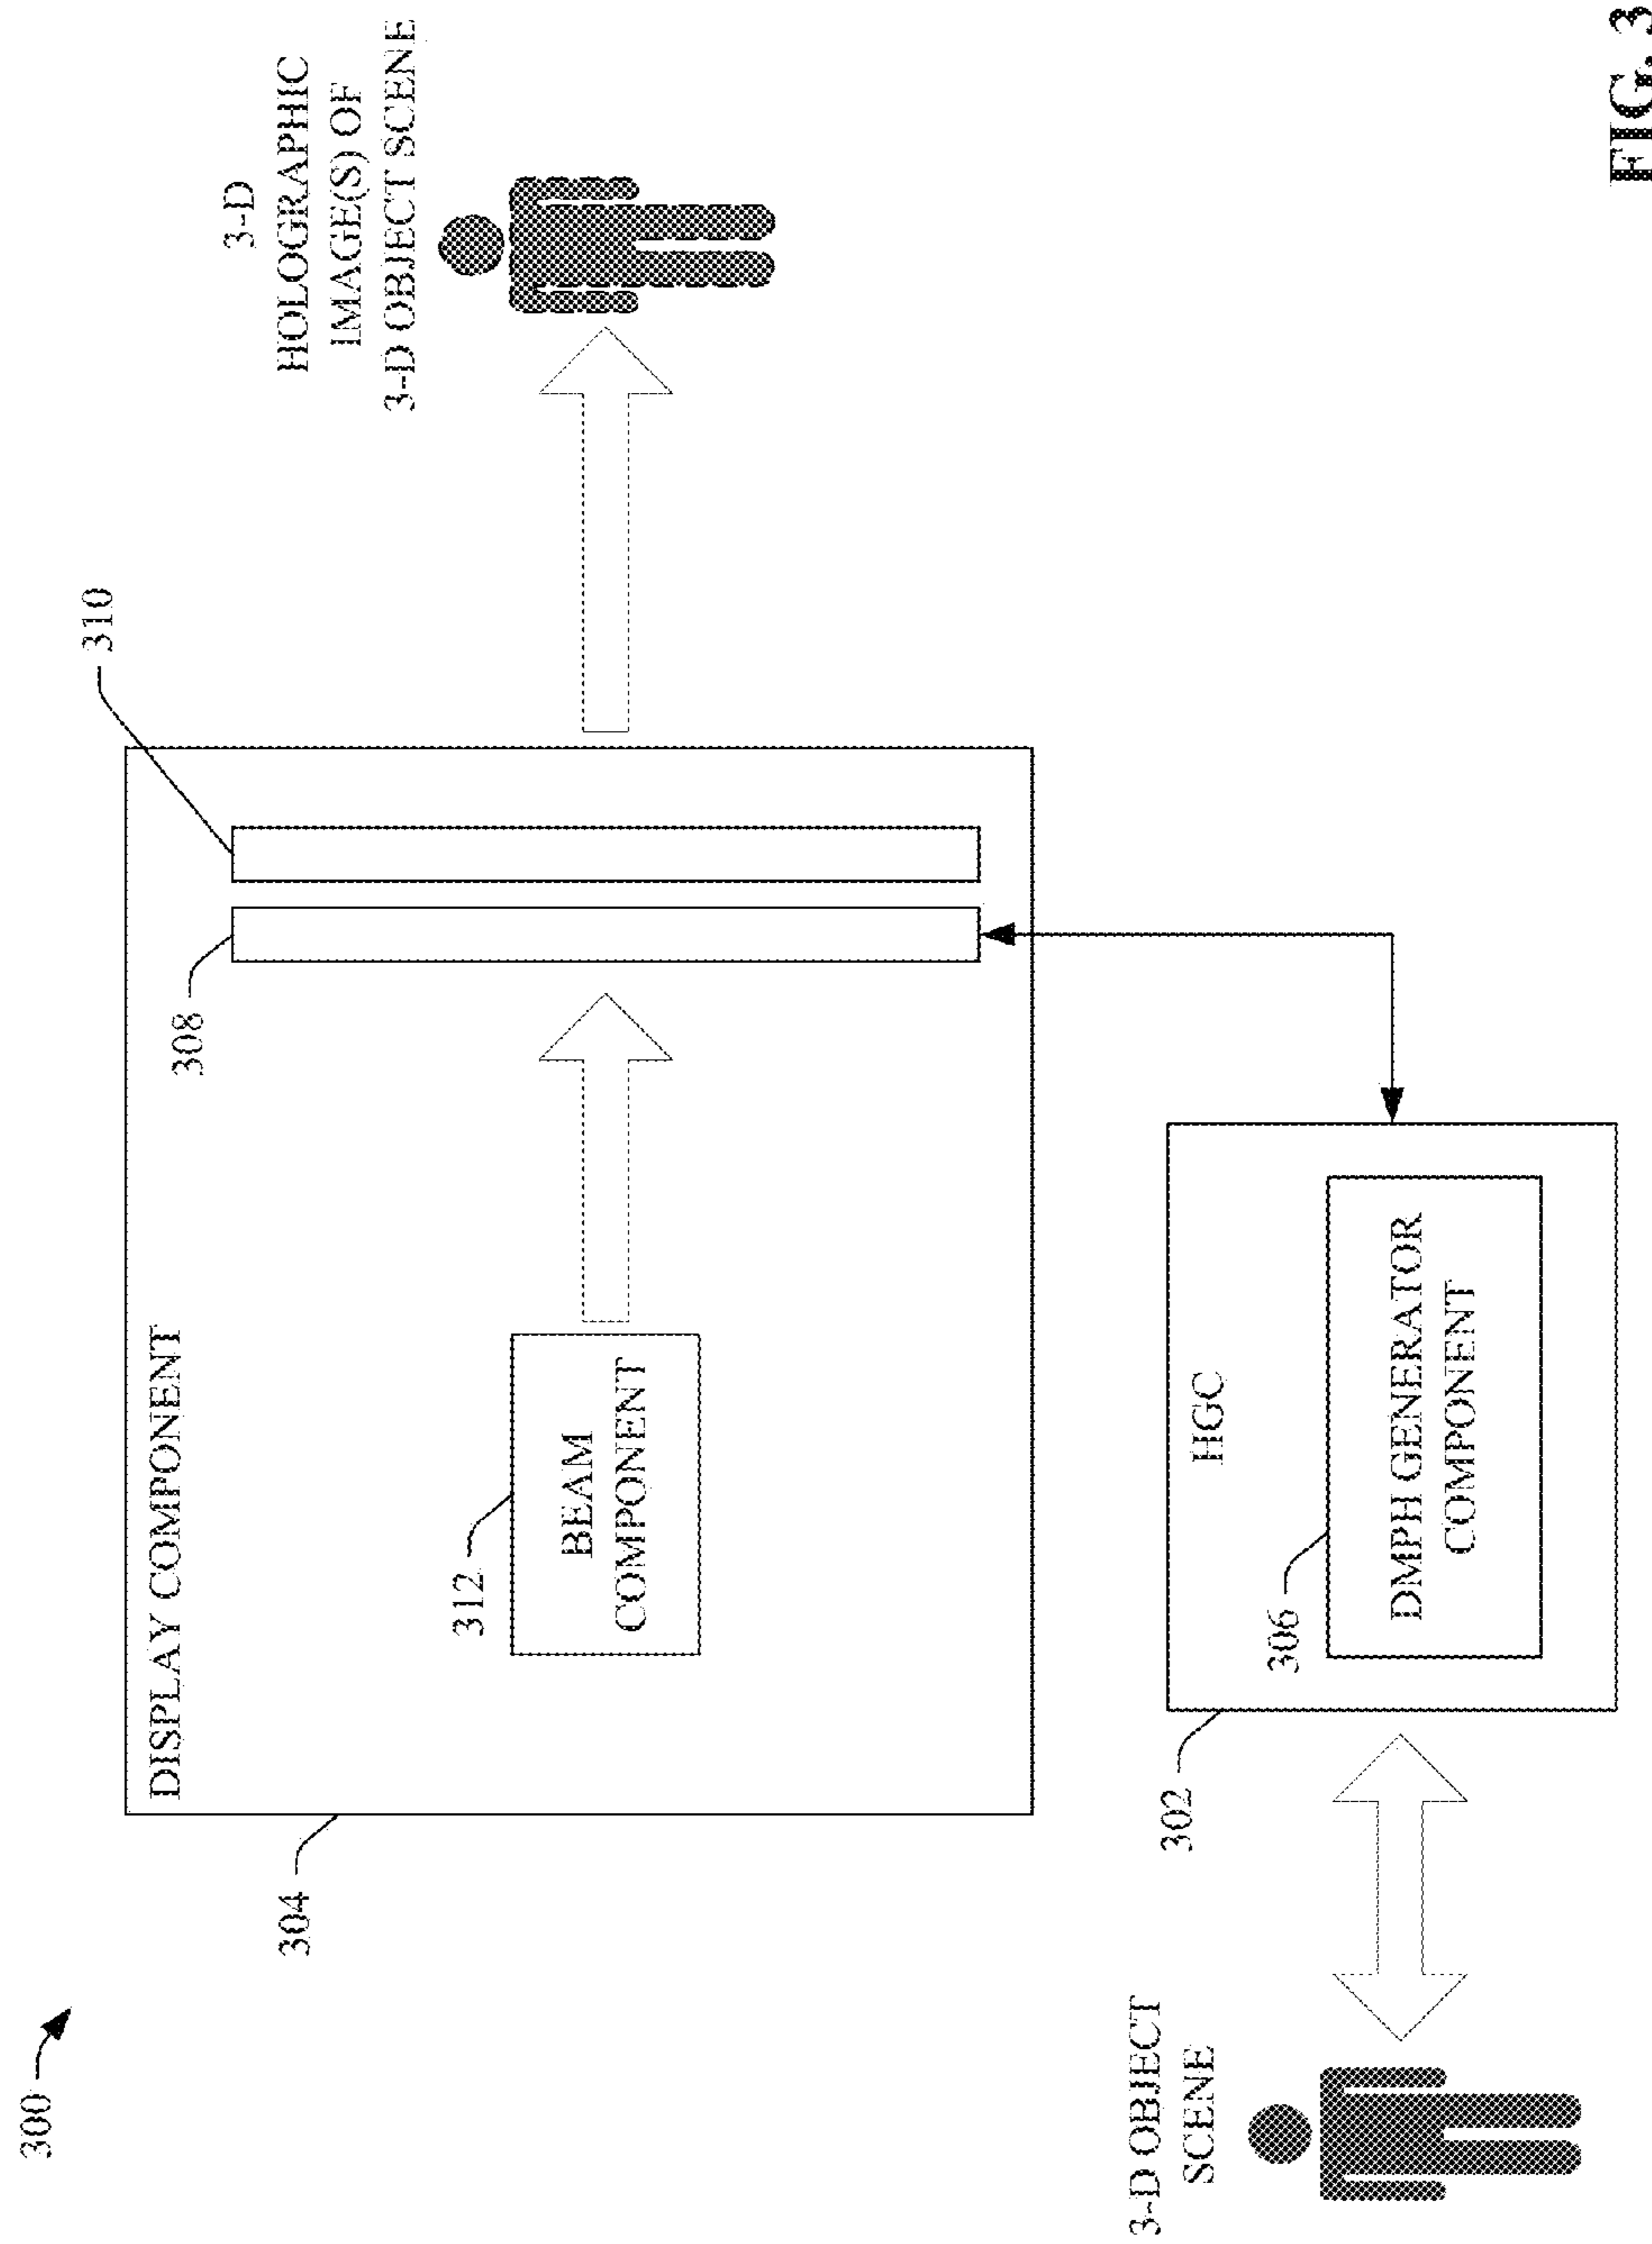 300
304
DISPLAY COMPONENT
312
BEAM
COMPONENT
308
310
3-D
HOLOGRAPHIC
IMAGE(S) OF
3-D OBJECT SCENE
3-D OBJECT
SCENE
302
HGC
306
DMPH GENERATOR
COMPONENT
FIG. 3